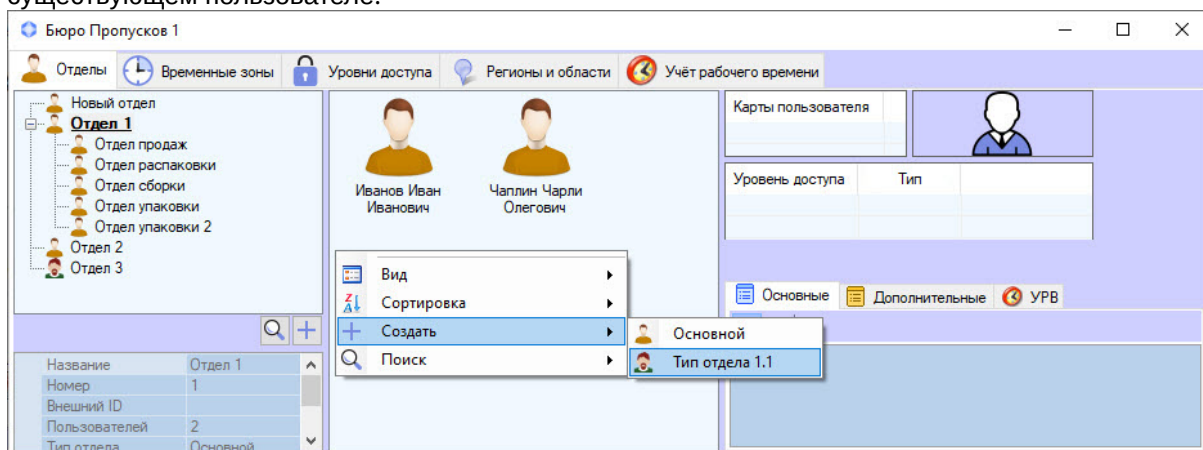 существующем пользователе.
Бюро Пропусков 1
Отделы Временные зоны Уровни доступа Регионы и области Учёт рабочего времени
Новый отдел
Отдел 1
Отдел продаж
Отдел распаковки
Отдел сборки
Отдел упаковки
Отдел упаковки 2
Отдел 2
Отдел 3
Иванов Иван
Иванович
Чаплин Чарли
Олегович
Карты пользователя
Уровень доступа Тип
Вид
Сортировка
Создать
Поиск
Основной
Тип отдела 1.1
Основные Дополнительные УРВ
Название Отдел 1
Номер 1
Внешний ID
Пользователей 2
Тип отдела Основной